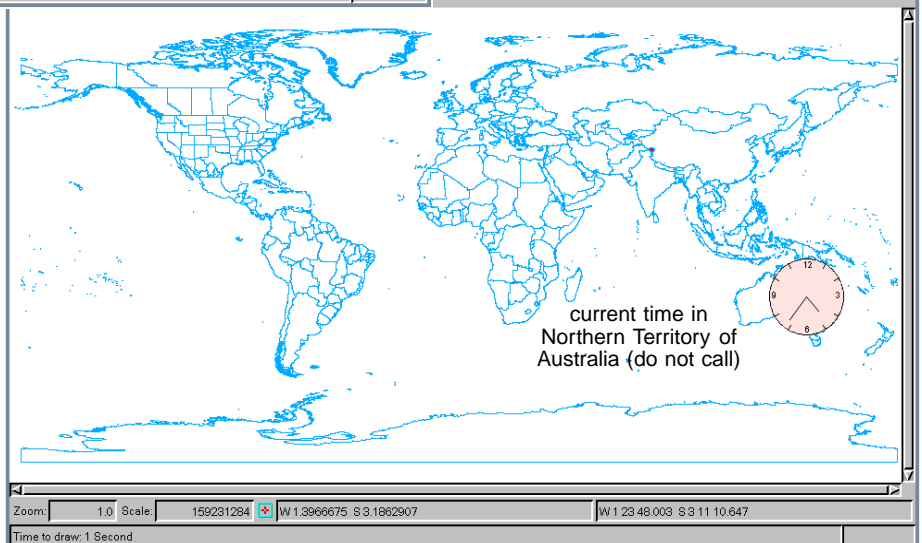 12
9
3
6
current time in
Northern Territory of
Australia (do not call)
Zoom: 1.0 Scale: 159231284 W 1.3966675 S 3.1862907 W 1 23 48.003 S 3 11 10.647
Time to draw: 1 Second